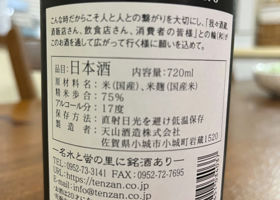 こんな時だからこそ人と人との繋がりを大切にし、「我々酒蔵、
直販店さん、飲食店さん、消費者の皆様」との輪(和)が
このお酒を通して広がって行く様に願いを込めて。
品目:日本酒 内容量:720ml
原材料名:米(国産)、米麹(国産米)
精米歩合:75%
アルコール分:17度
保存方法:直射日光を避け低温保存
製造者:天山酒造株式会社
佐賀県小城市小城町岩蔵1520
―名水と蛍の里に銘酒あり―
TEL:0952-73-3141 FAX:0952-72-7695
E-mail:info@tenzan.co.jp
https://www.tenzan.co.jp